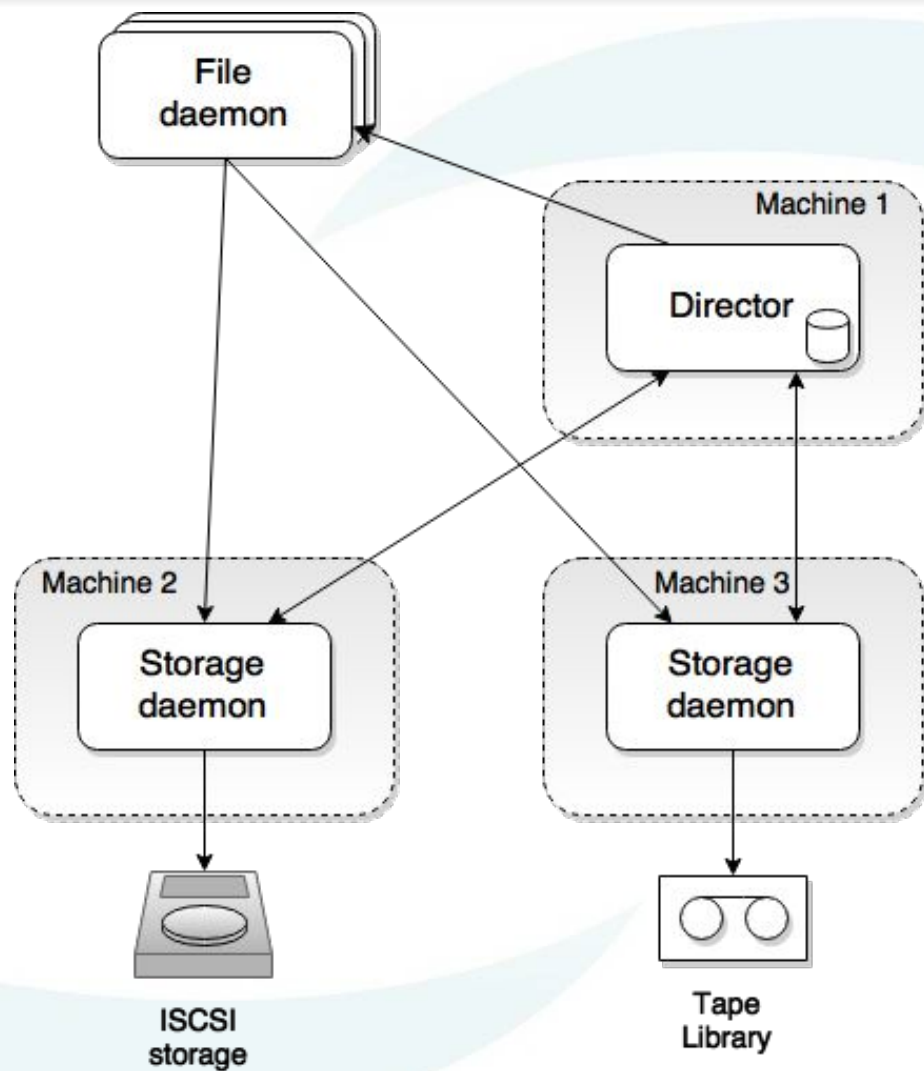 File
daemon
Machine 1
Director
Machine 2
Storage
daemon
Machine 3
Storage
daemon
ISCSI
storage
Tape
Library